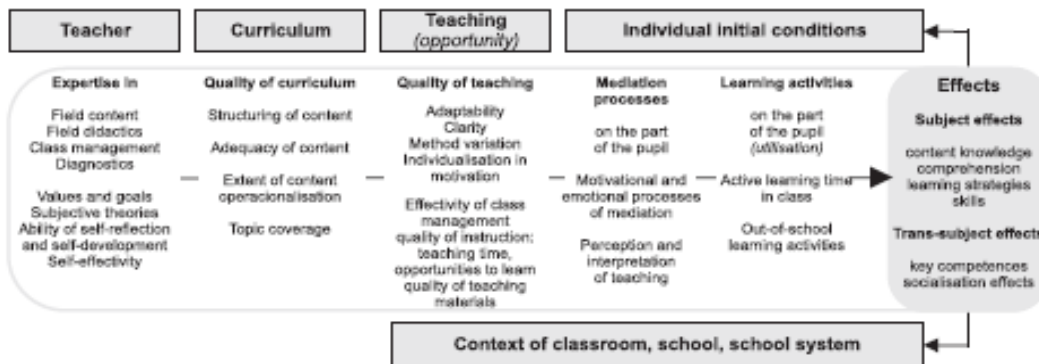 Teacher
Curriculum
Teaching
(opportunity)
Individual initial conditions
Expertise in
Field content
Field didactics
Class management
Diagnostics
Values and goals
Subjective theories
Ability of self-reflection
and self-development
Self-effectivity
Quality of curriculum
Structuring of content
Adequacy of content
Extent of content
operacionalisation
Topic coverage
Quality of teaching
Adaptability
Clarity
Method variation
Individualisation in
motivation
Effectivity of class
management
quality of instruction:
teaching time,
opportunities to learn
quality of teaching
materials
Mediation
processes
on the part
of the pupil
Motivational and
emotional processes
of mediation
Perception and
interpretation
of teaching
Learning activities
on the part
of the pupil
(utilisation)
Active learning time
in class
Out-of-school
learning activities
Effects
Subject effects
content knowledge
comprehension
learning strategies
skills
Trans-subject effects
key competences
socialisation effects
Context of classroom, school, school system